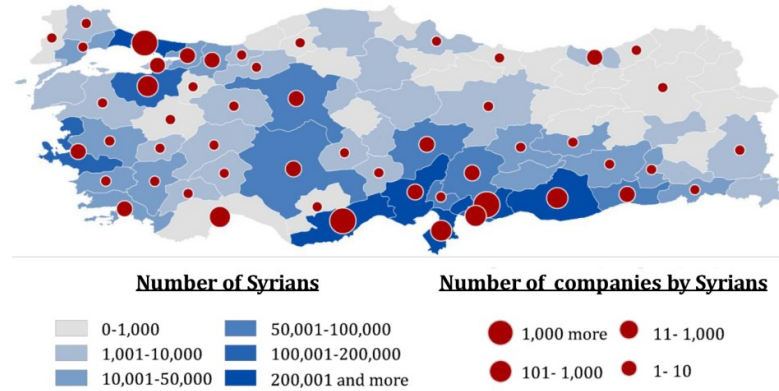 Number of Syrians
0-1,000
1,001-10,000
10,001-50,000
50,001-100,000
100,001-200,000
200,001 and more
Number of companies by Syrians
1,000 more
101- 1,000
11- 1,000
1- 10